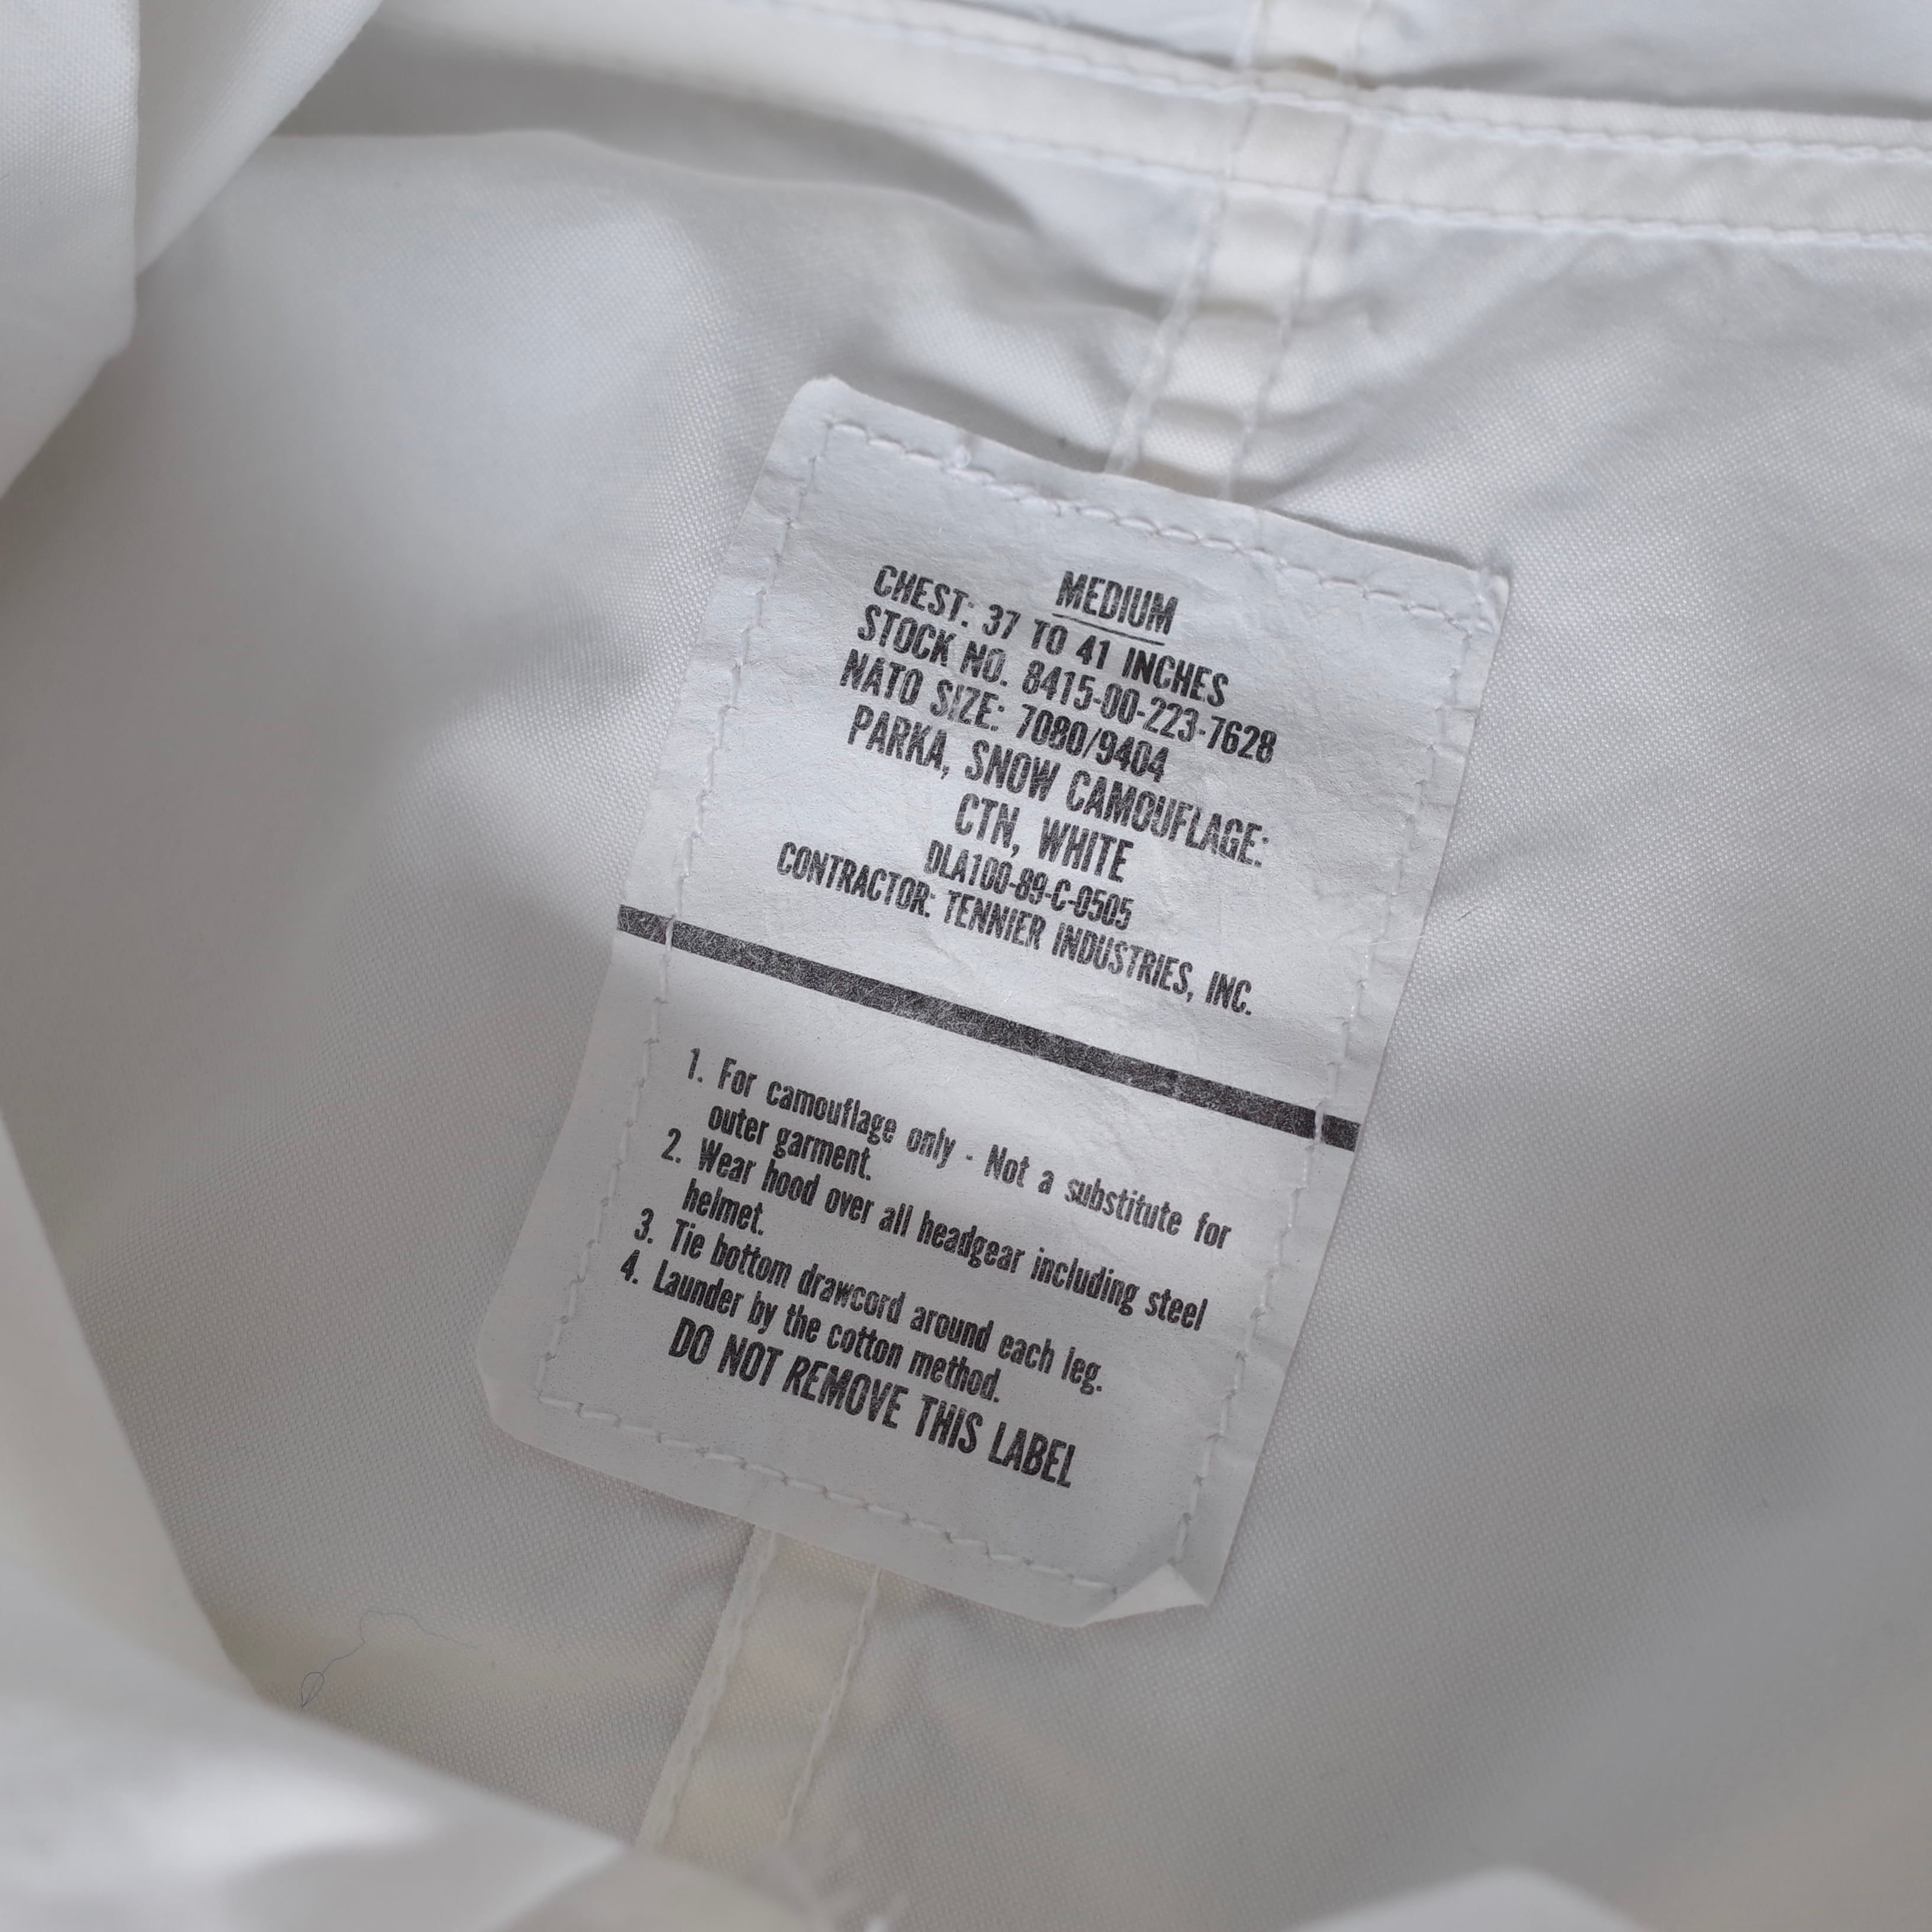 MEDIUM
CHEST: 37 TO 41 INCHES
STOCK NO. 8415-00-223-7628
NATO SIZE: 7080/9404
PARKA, SNOW CAMOUFLAGE:
CTN, WHITE
DLA100-89-C-0505
CONTRACTOR: TENNIER INDUSTRIES, INC.
1. For camouflage only - Not a substitute for
outer garment.
2. Wear hood over all headgear including steel
helmet.
3. Tie bottom drawcord around each leg.
4. Launder by the cotton method.
DO NOT REMOVE THIS LABEL